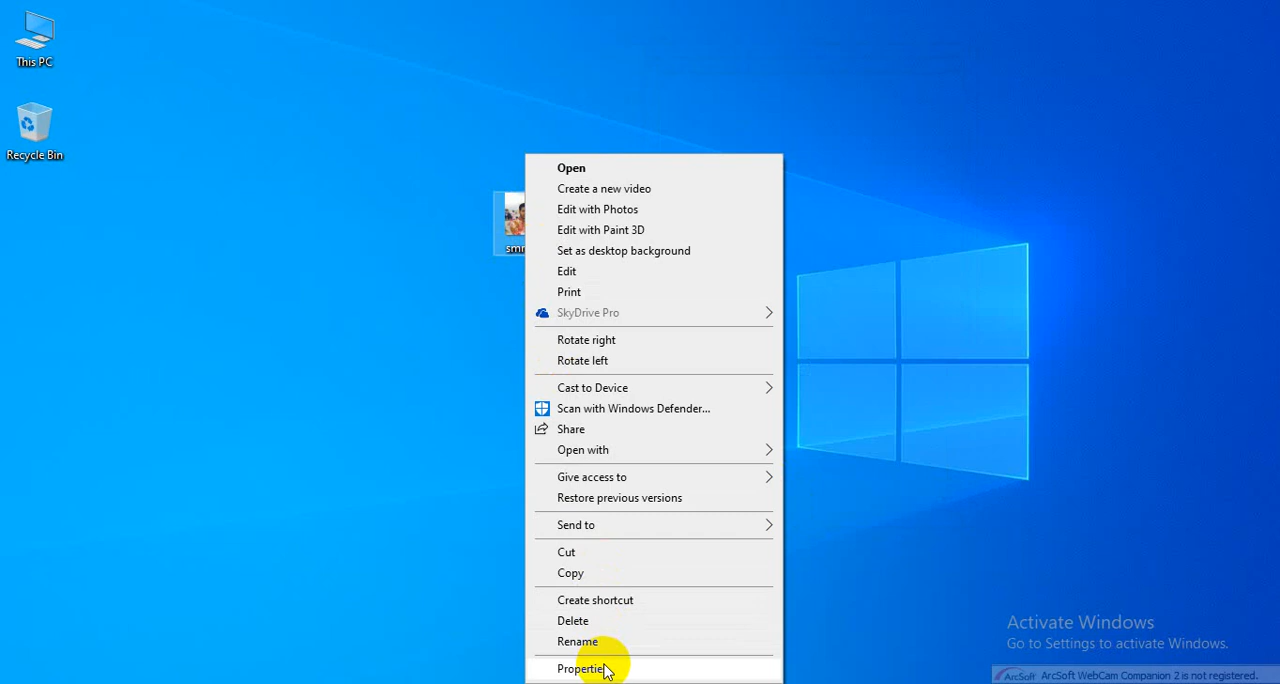 This PC
Recycle Bin
Open
Create a new video
Edit with Photos
Edit with Paint 3D
Set as desktop background
Edit
Print
SkyDrive Pro
Rotate right
Rotate left
Cast to Device
Scan with Windows Defender...
Share
Open with
Give access to
Restore previous versions
Send to
Cut
Copy
Create shortcut
Delete
Rename
Properties
Activate Windows
Go to Settings to activate Windows.
ArcSoft ArcSoft WebCam Companion 2 is not registered.